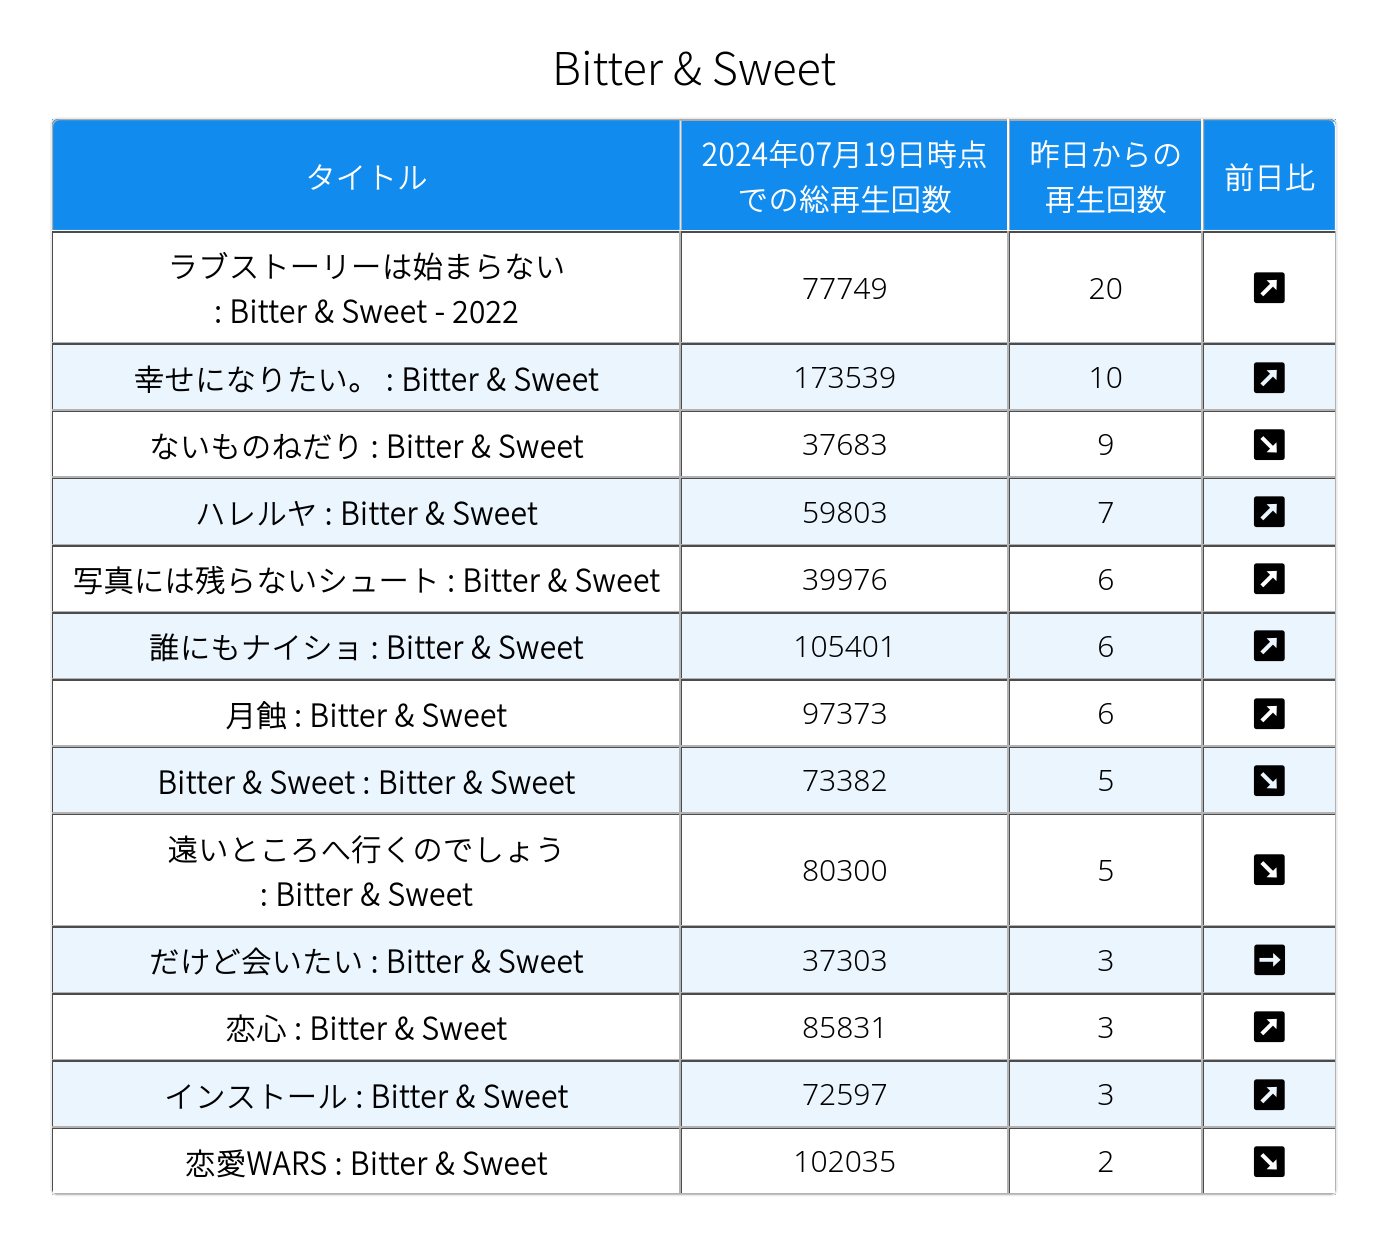 Bitter & Sweet
タイトル
2024年07月19日時点
での総再生回数
昨日からの
再生回数
前日比
ラブストーリーは始まらない
: Bitter & Sweet - 2022
77749
20
幸せになりたい。 : Bitter & Sweet
173539
10
ないものねだり : Bitter & Sweet
37683
9
ハレルヤ : Bitter & Sweet
59803
7
写真には残らないシュート : Bitter & Sweet
39976
6
誰にもナイショ : Bitter & Sweet
105401
6
月蝕 : Bitter & Sweet
97373
6
Bitter & Sweet : Bitter & Sweet
73382
5
遠いところへ行くのでしょう
: Bitter & Sweet
80300
5
だけど会いたい : Bitter & Sweet
37303
3
恋心 : Bitter & Sweet
85831
3
インストール : Bitter & Sweet
72597
3
恋愛WARS : Bitter & Sweet
102035
2